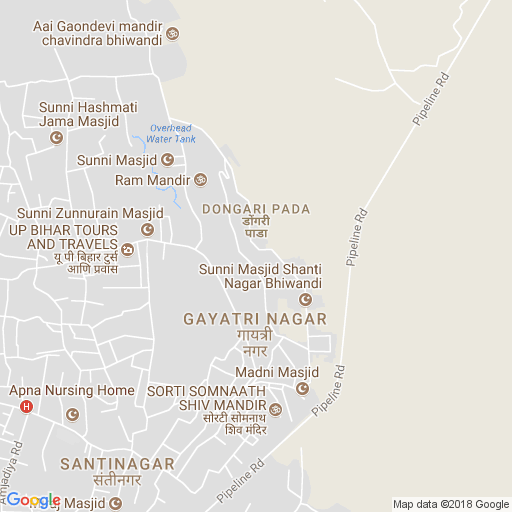 Aai Gaondevi mandir
chavindra bhiwandi
Pipeline Rd
Sunni Hashmati
Jama Masjid
Overhead
Water Tank
Sunni Masjid
Ram Mandir
DONGARI PADA
डोंगरी
पाडा
Sunni Zunnurain Masjid
UP BIHAR TOURS
AND TRAVELS
यू पी बिहार टुर्स
आणि प्रवास
Pipeline Rd
Sunni Masjid Shanti
Nagar Bhiwandi
GAYATRI NAGAR
गायत्री
नगर
Madni Masjid
Apna Nursing Home
H
SORTI SOMNAATH
SHIV MANDIR
सोरटी सोमनाथ
शिव मंदिर
Pipeline Rd
SANTINAGAR
संतीनगर
Amjadiya Rd
Pipeline Rd
Google
Masjid
Map data ©2018 Google